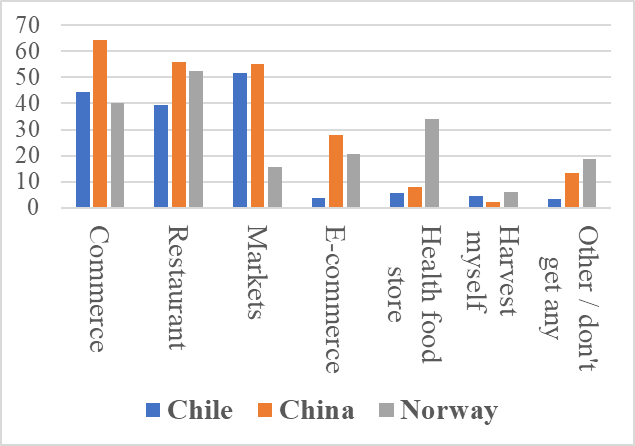 70
60
50
40
30
20
10
0
Commerce
Restaurant
Markets
E-commerce
Health food
store
Harvest
myself
Other / don't
get any
Chile China Norway